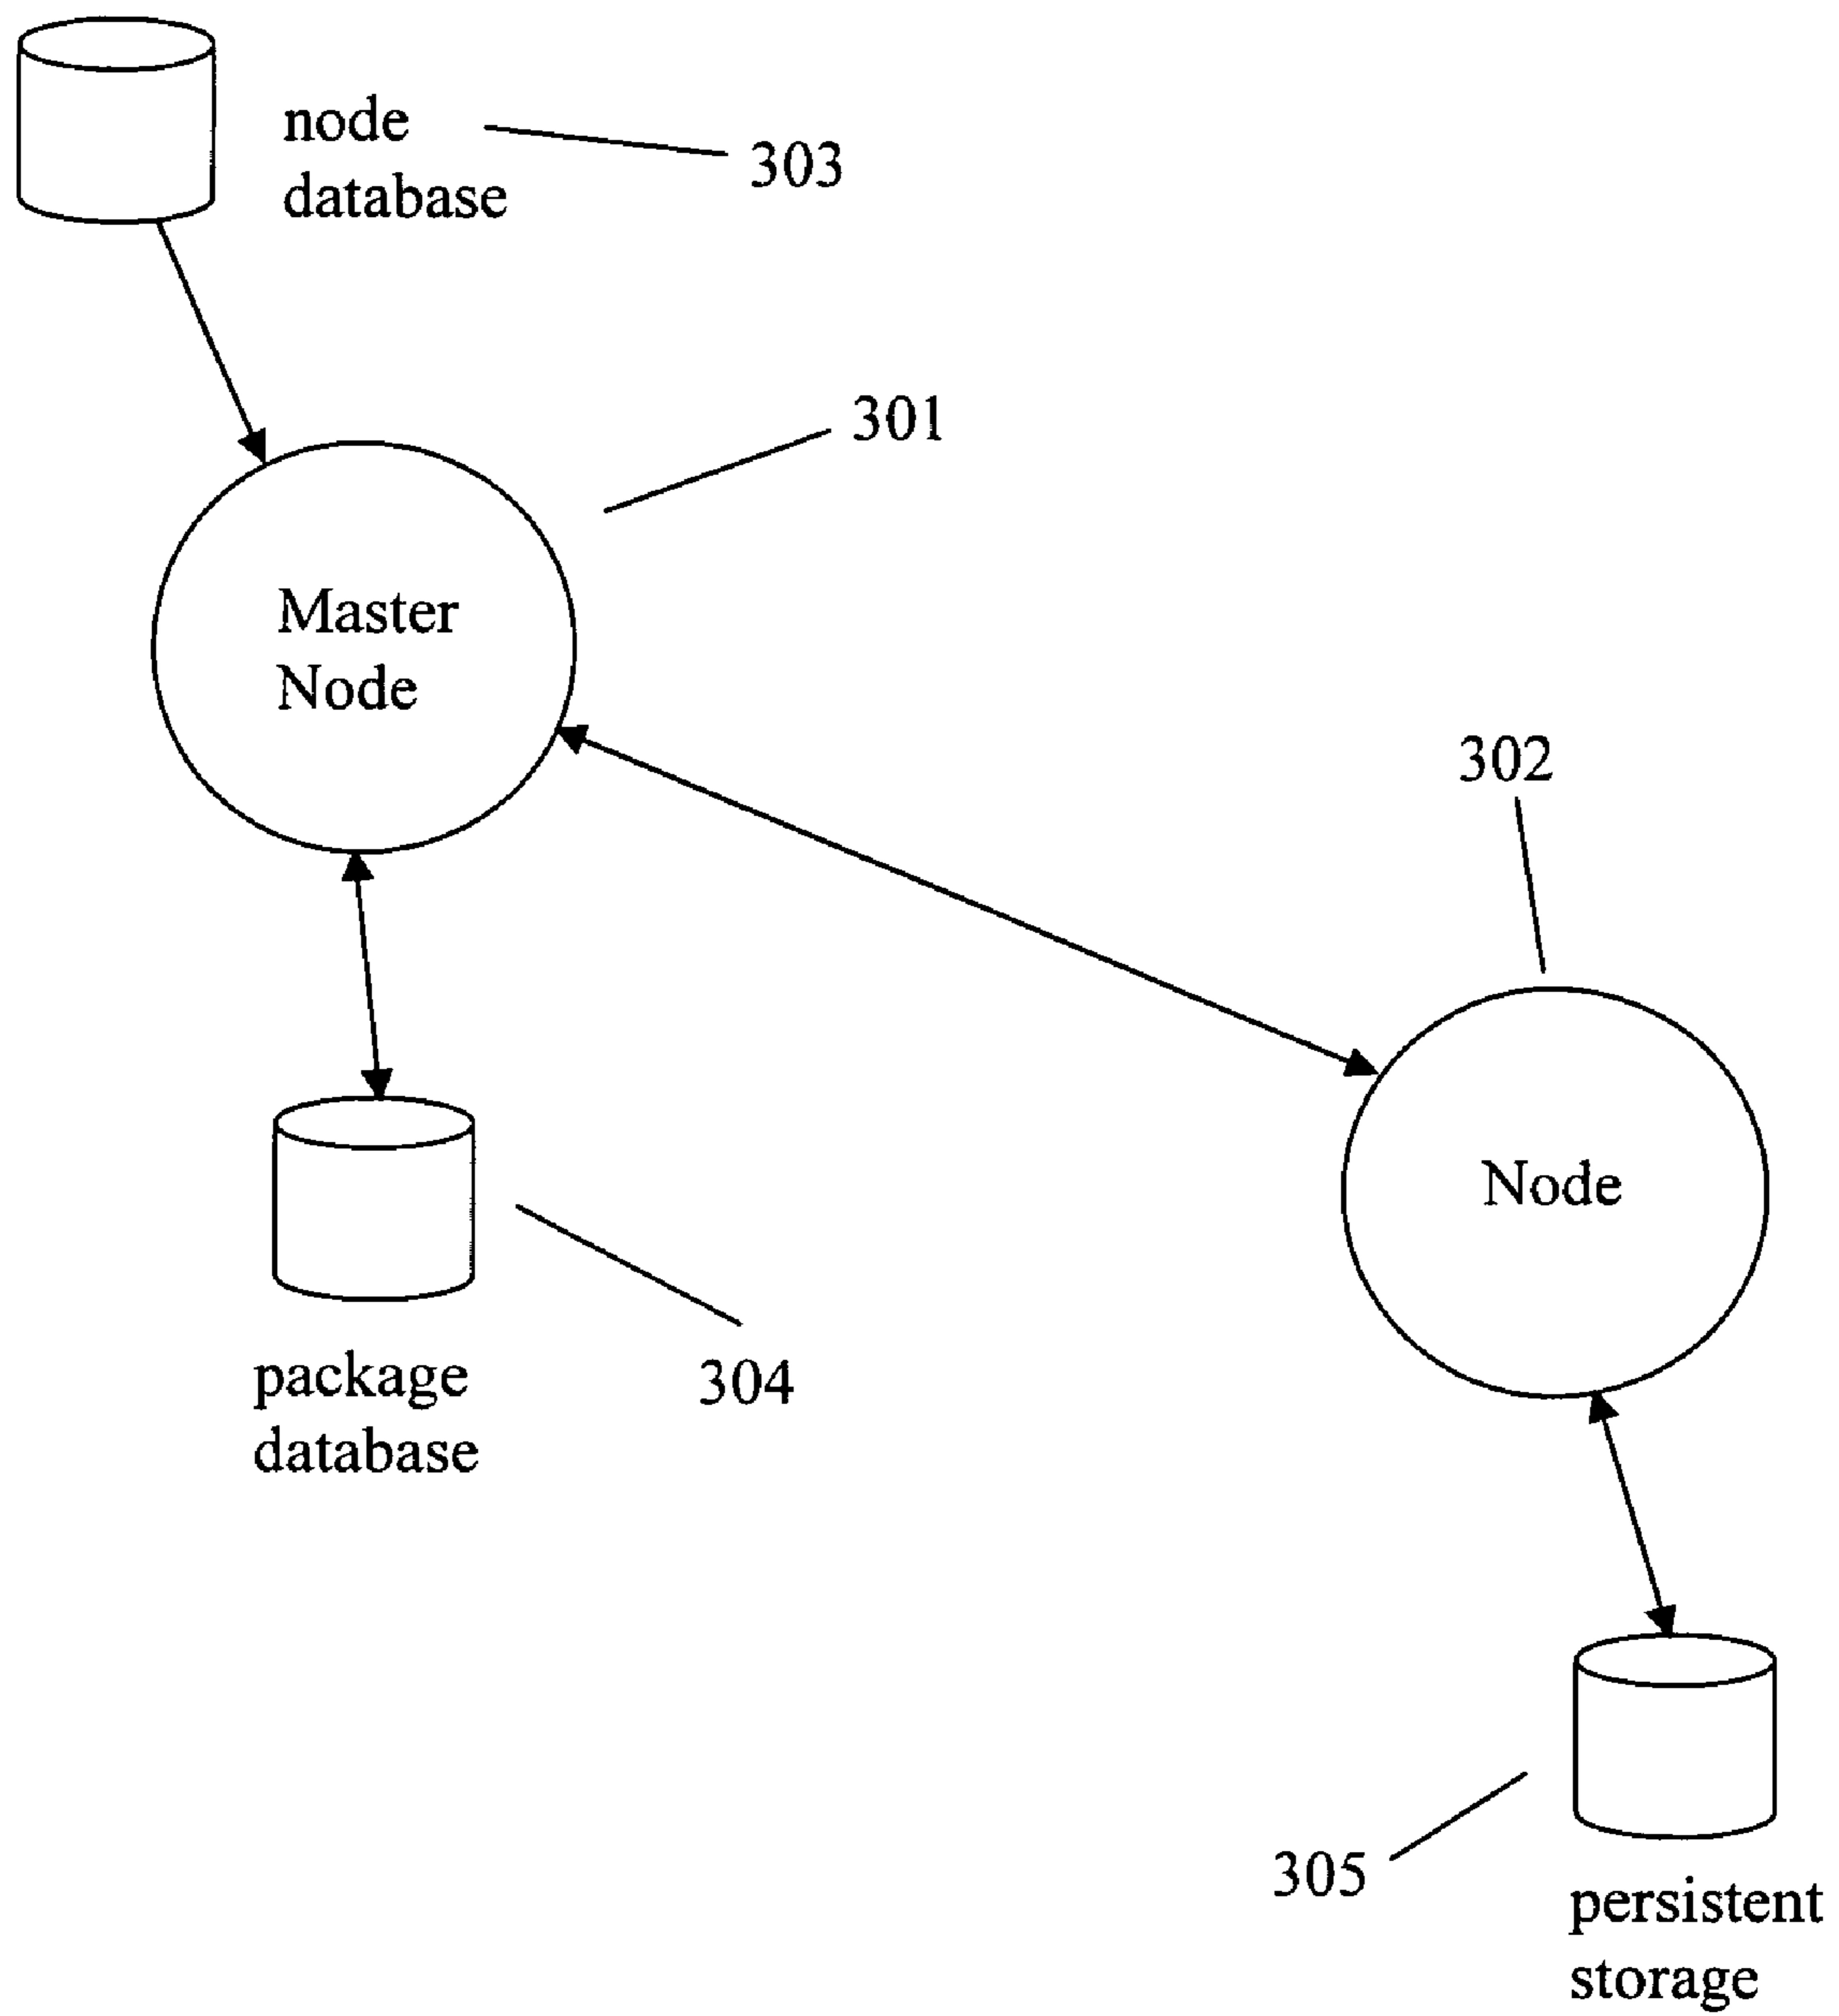 node
database
303
301
Master
Node
302
Node
package
database
304
305
persistent
storage